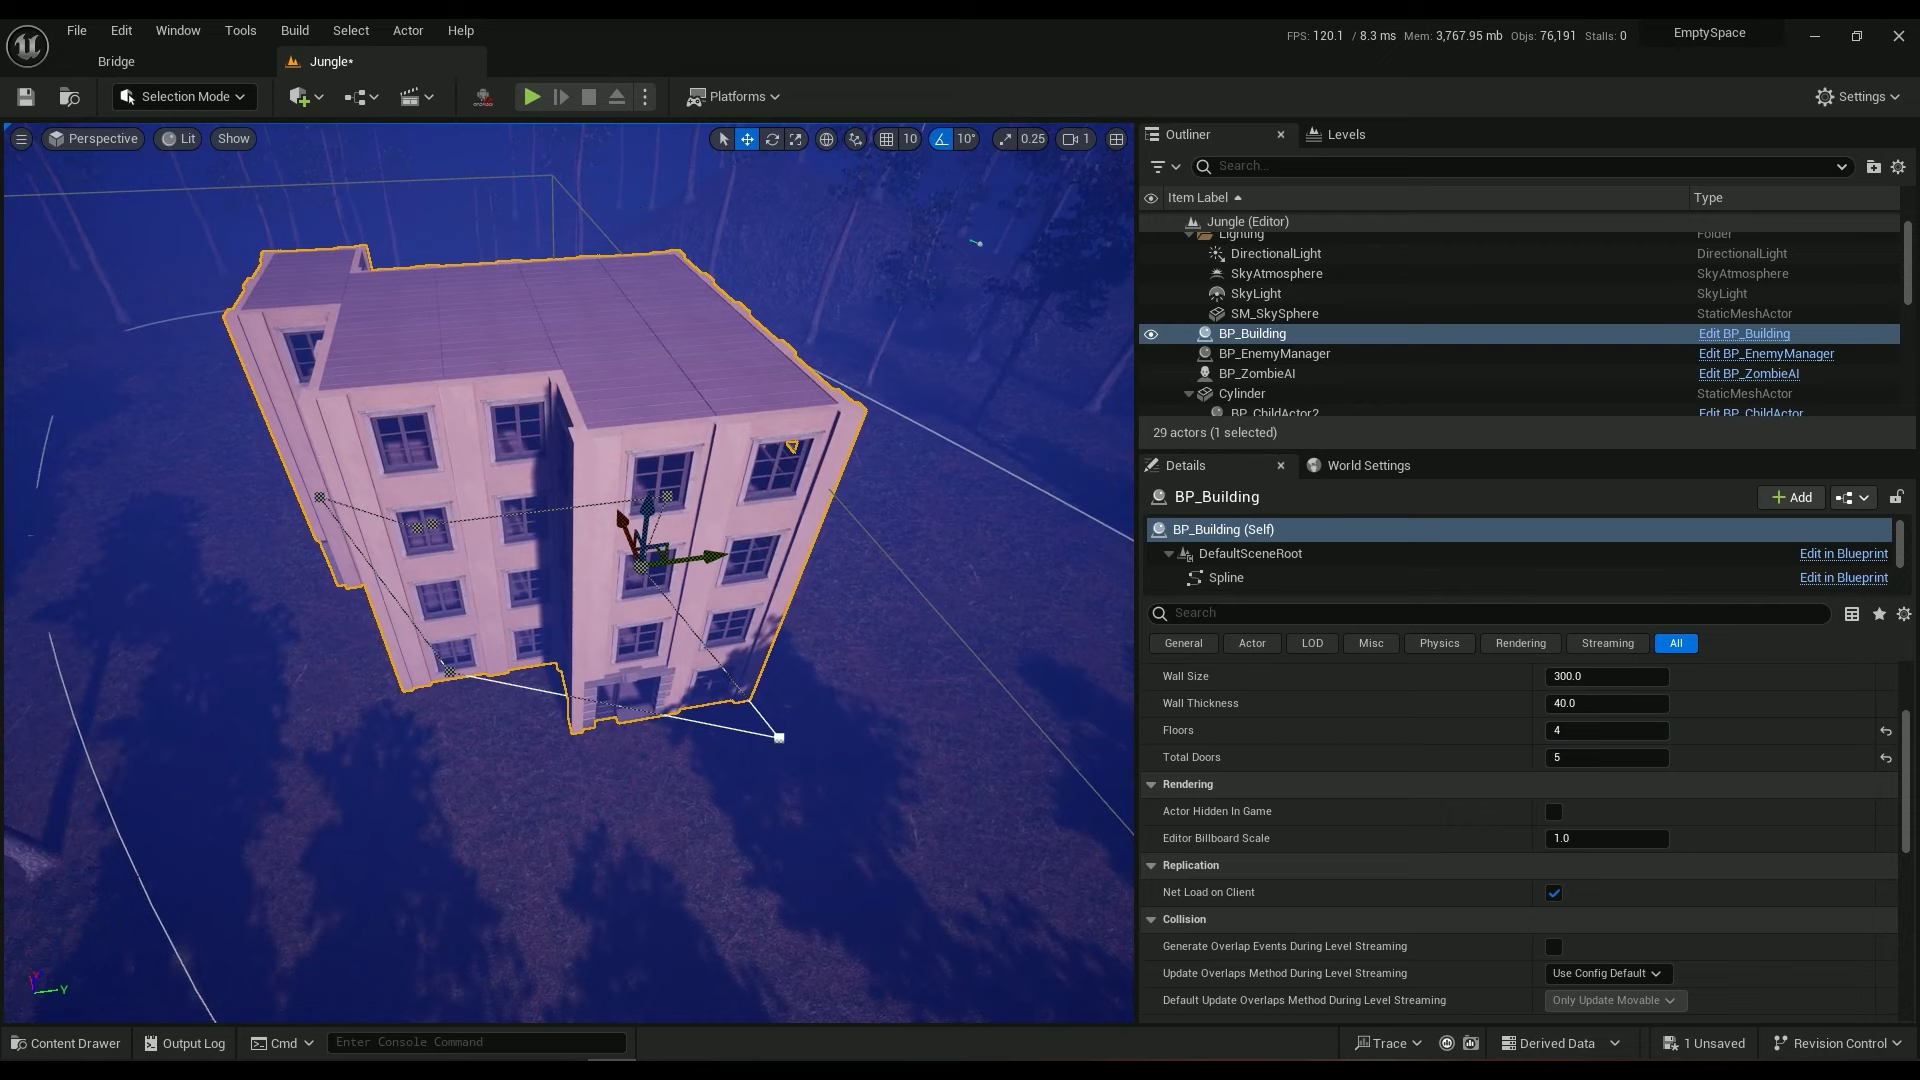 File Edit Window Tools Build Select Actor Help
FPS: 120.1 / 8.3 ms Mem: 3,767.95 mb Objs: 76,191 Stalls: 0
EmptySpace
Bridge
Jungle*
Selection Mode
Platforms
Settings
Perspective Lit Show
10 10° 0.25 1
Outliner
Levels
Search...
Item Label Type
Jungle (Editor)
Lighting Folder
DirectionalLight DirectionalLight
SkyAtmosphere SkyAtmosphere
SkyLight SkyLight
SM_SkySphere StaticMeshActor
BP_Building Edit BP_Building
BP_EnemyManager Edit BP_EnemyManager
BP_ZombieAI Edit BP_ZombieAI
Cylinder StaticMeshActor
BP_ChildActor2 Edit BP_ChildActor
29 actors (1 selected)
Details
World Settings
BP_Building
Add
BP_Building (Self)
DefaultSceneRoot Edit in Blueprint
Spline Edit in Blueprint
Search
General Actor LOD Misc Physics Rendering Streaming All
Wall Size 300.0
Wall Thickness 40.0
Floors 4
Total Doors 5
Rendering
Actor Hidden In Game
Editor Billboard Scale 1.0
Replication
Net Load on Client
Collision
Generate Overlap Events During Level Streaming
Update Overlaps Method During Level Streaming Use Config Default
Default Update Overlaps Method During Level Streaming Only Update Movable
Y
Content Drawer Output Log Cmd Enter Console Command
Trace Derived Data 1 Unsaved Revision Control